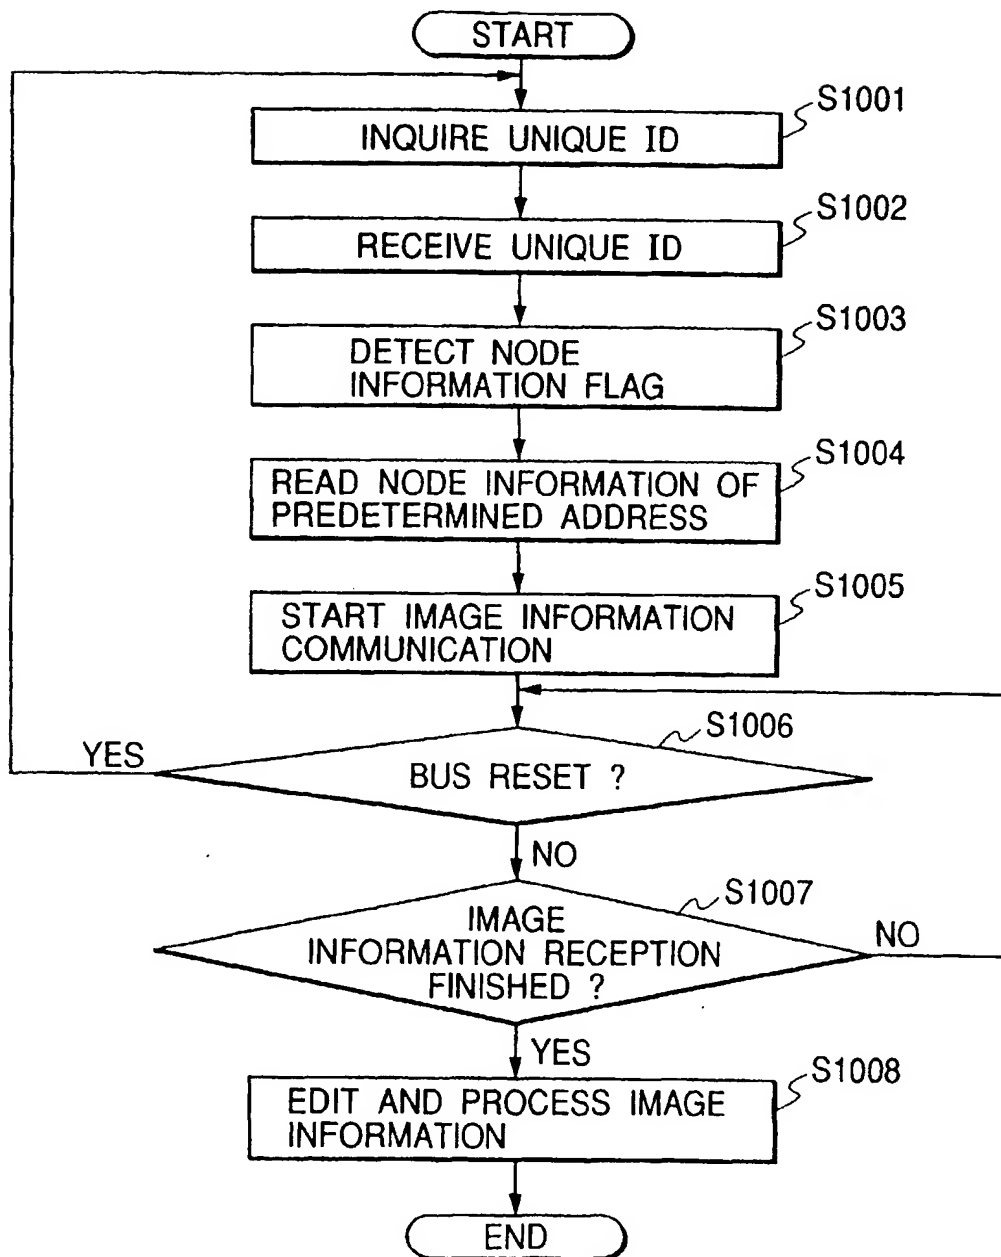 START
S1001
INQUIRE UNIQUE ID
S1002
RECEIVE UNIQUE ID
S1003
DETECT NODE
INFORMATION FLAG
S1004
READ NODE INFORMATION OF
PREDETERMINED ADDRESS
S1005
START IMAGE INFORMATION
COMMUNICATION
S1006
YES
BUS RESET ?
NO
S1007
IMAGE
INFORMATION RECEPTION
FINISHED ?
NO
YES
S1008
EDIT AND PROCESS IMAGE
INFORMATION
END